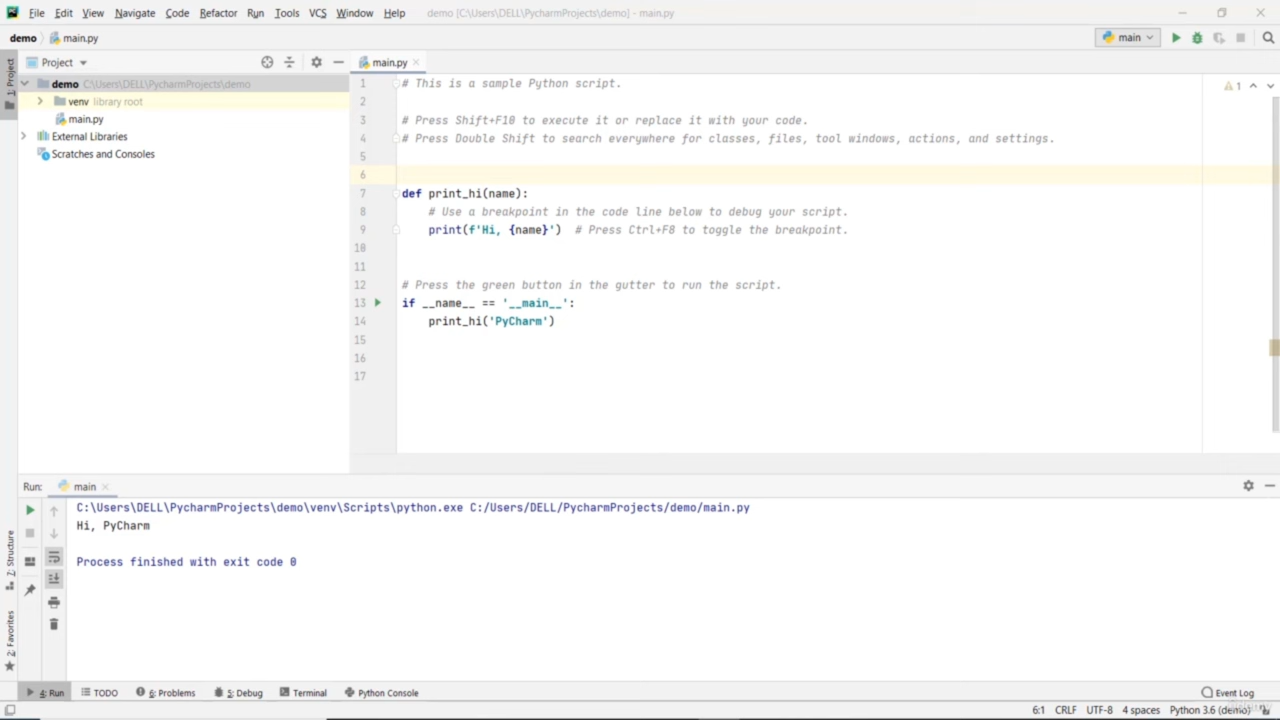 File Edit View Navigate Code Refactor Run Tools VCS Window Help demo [C:\Users\DELL\PycharmProjects\demo] - main.py
demo main.py main
1: Project
Project
main.py
demo C:\Users\DELL\PycharmProjects\demo
venv library root
main.py
External Libraries
Scratches and Consoles
1 # This is a sample Python script.
1
2
3 # Press Shift+F10 to execute it or replace it with your code.
4 # Press Double Shift to search everywhere for classes, files, tool windows, actions, and settings.
5
6
7 def print_hi(name):
8 # Use a breakpoint in the code line below to debug your script.
9 print(f'Hi, {name}') # Press Ctrl+F8 to toggle the breakpoint.
10
11
12 # Press the green button in the gutter to run the script.
13 if __name__ == '__main__':
14 print_hi('PyCharm')
15
16
17
Run: main
C:\Users\DELL\PycharmProjects\demo\venv\Scripts\python.exe C:/Users/DELL/PycharmProjects/demo/main.py
Hi, PyCharm
Process finished with exit code 0
7: Structure
2: Favorites
4: Run TODO 6: Problems 5: Debug Terminal Python Console Event Log
6:1 CRLF UTF-8 4 spaces Python 3.6 (demo)